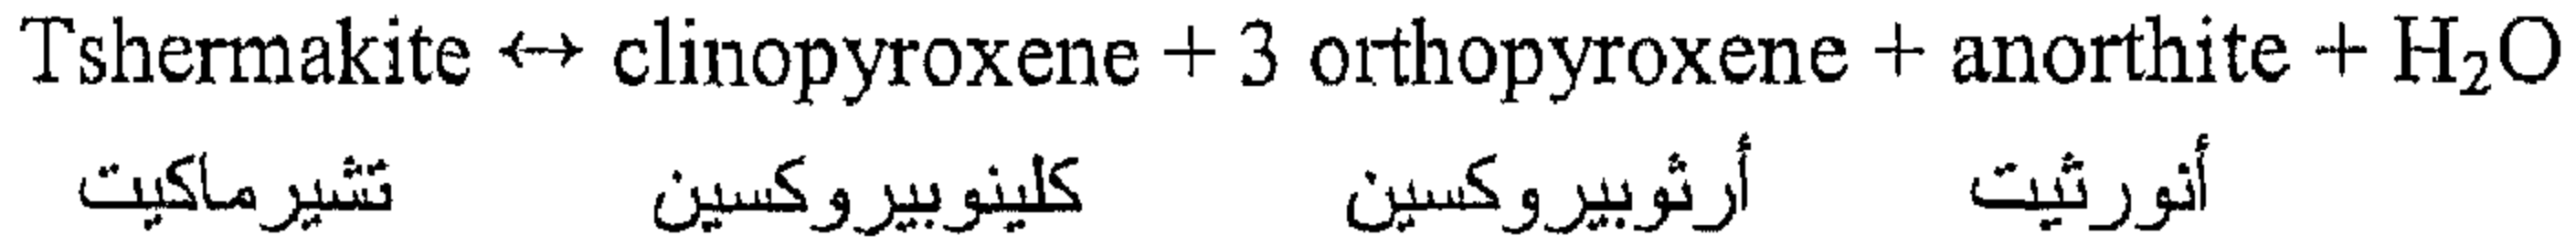 Tshermakite ↔ clinopyroxene + 3 orthopyroxene + anorthite + H₂O
تشيرماكيت كلينوبيروكسين أرثوبيروكسين أنورثيت